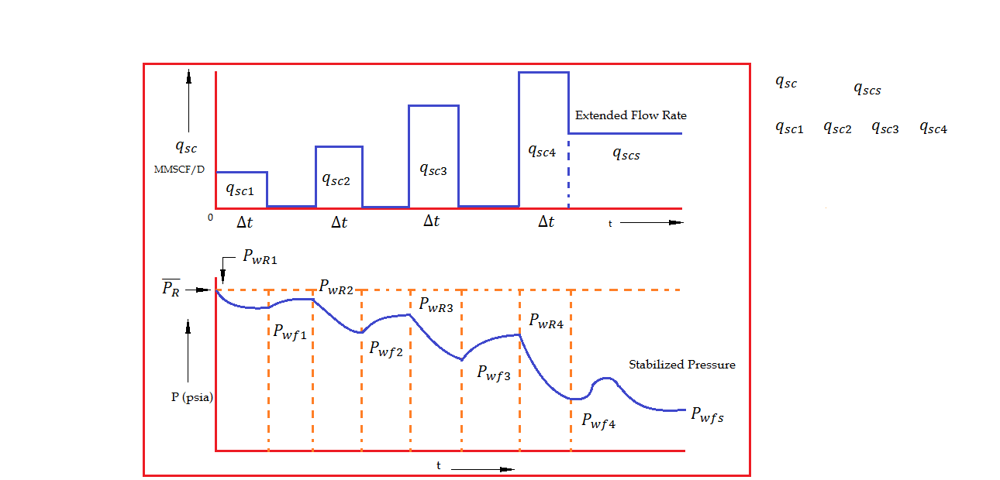 q_sc q_scs
q_sc1 q_sc2 q_sc3 q_sc4
Extended Flow Rate
q_sc
MMSCF/D
q_sc1 q_sc2 q_sc3 q_sc4 q_scs
0 Δt Δt Δt Δt t
P_wR1
P̅_R̅
P_wR2
P_wR3
P_wR4
P_wf1
P_wf2
Stabilized Pressure
P_wf3
P (psia)
P_wf4 P_wfs
t